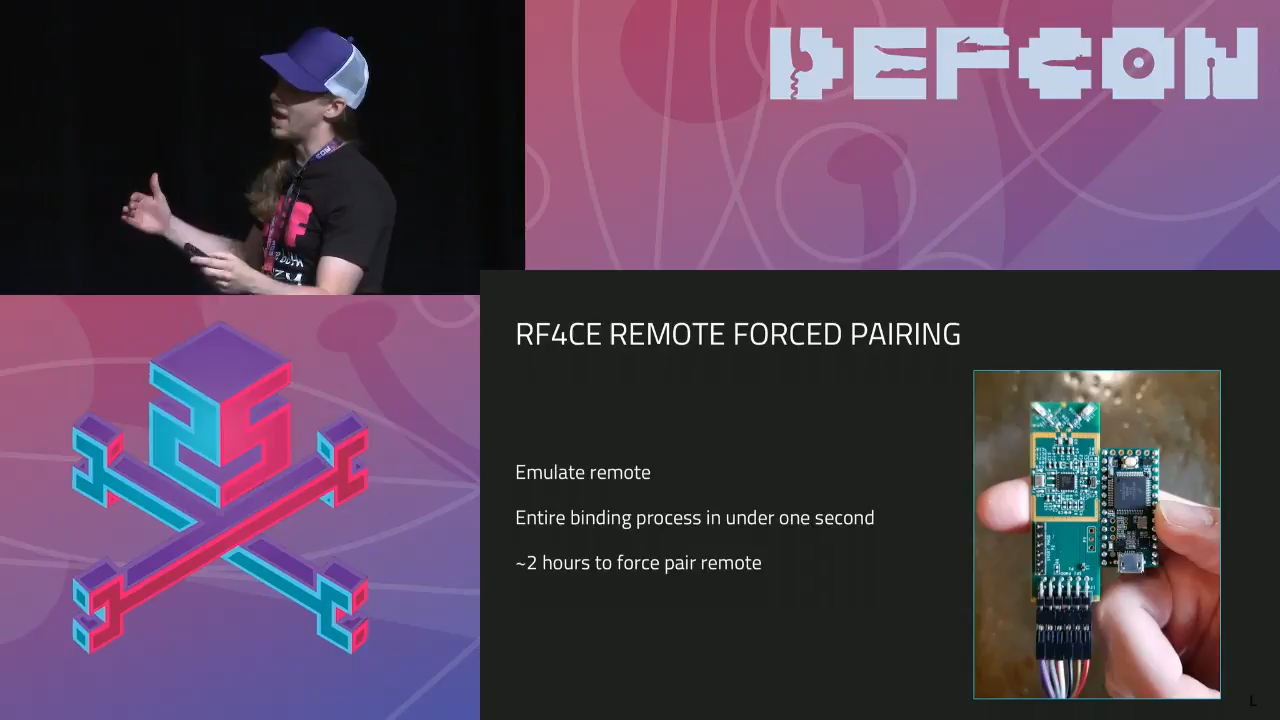 DEFCON
RF4CE REMOTE FORCED PAIRING
Emulate remote
Entire binding process in under one second
~2 hours to force pair remote
L